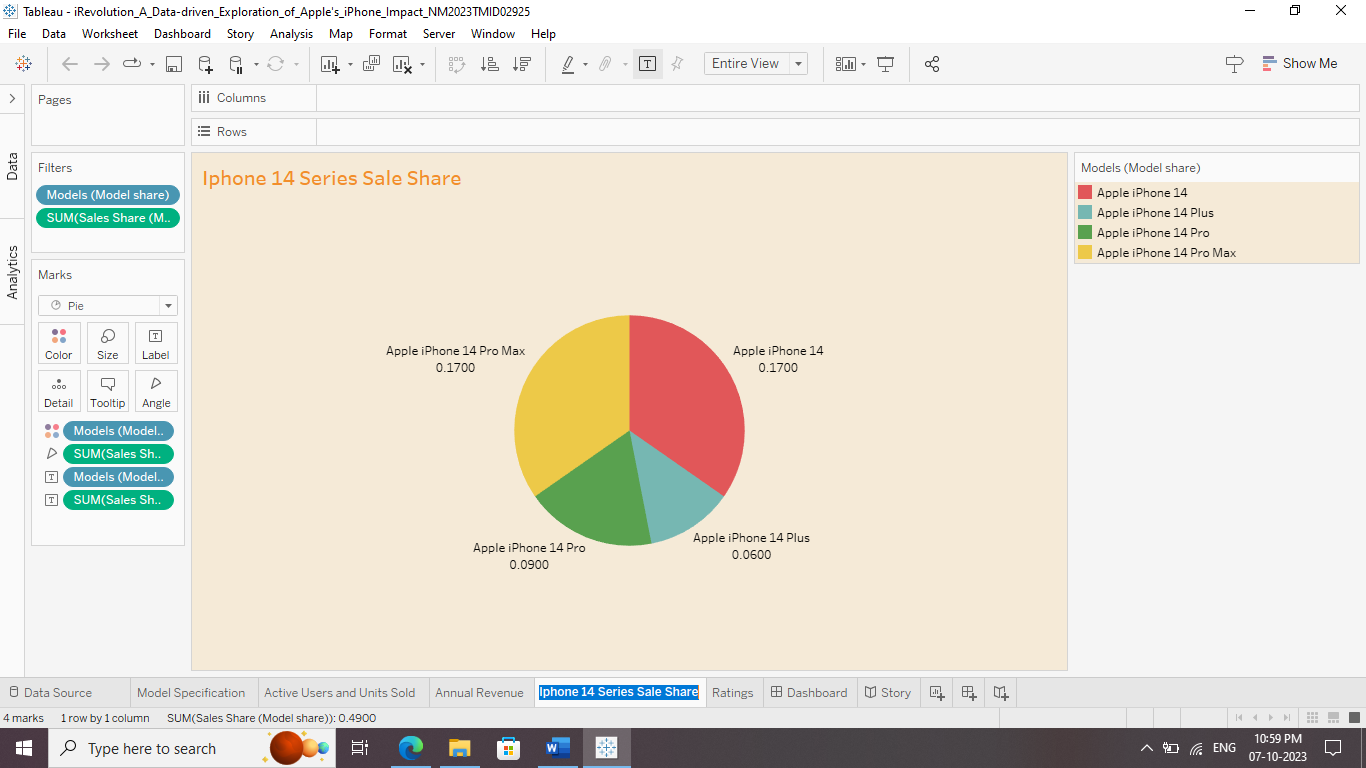 Tableau - iRevolution_A_Data-driven_Exploration_of_Apple's_iPhone_Impact_NM2023TMID02925
File Data Worksheet Dashboard Story Analysis Map Format Server Window Help
Entire View
Show Me
Pages
Columns
Rows
Data
Analytics
Filters
Models (Model share)
SUM(Sales Share (M..
Marks
Pie
Color Size Label
Detail Tooltip Angle
Models (Model..
SUM(Sales Sh..
Models (Model..
SUM(Sales Sh..
Iphone 14 Series Sale Share
Apple iPhone 14 Pro Max
0.1700
Apple iPhone 14
0.1700
Apple iPhone 14 Plus
0.0600
Apple iPhone 14 Pro
0.0900
Models (Model share)
Apple iPhone 14
Apple iPhone 14 Plus
Apple iPhone 14 Pro
Apple iPhone 14 Pro Max
Data Source Model Specification Active Users and Units Sold Annual Revenue Iphone 14 Series Sale Share Ratings Dashboard Story
4 marks 1 row by 1 column SUM(Sales Share (Model share)): 0.4900
Type here to search
ENG
10:59 PM
07-10-2023